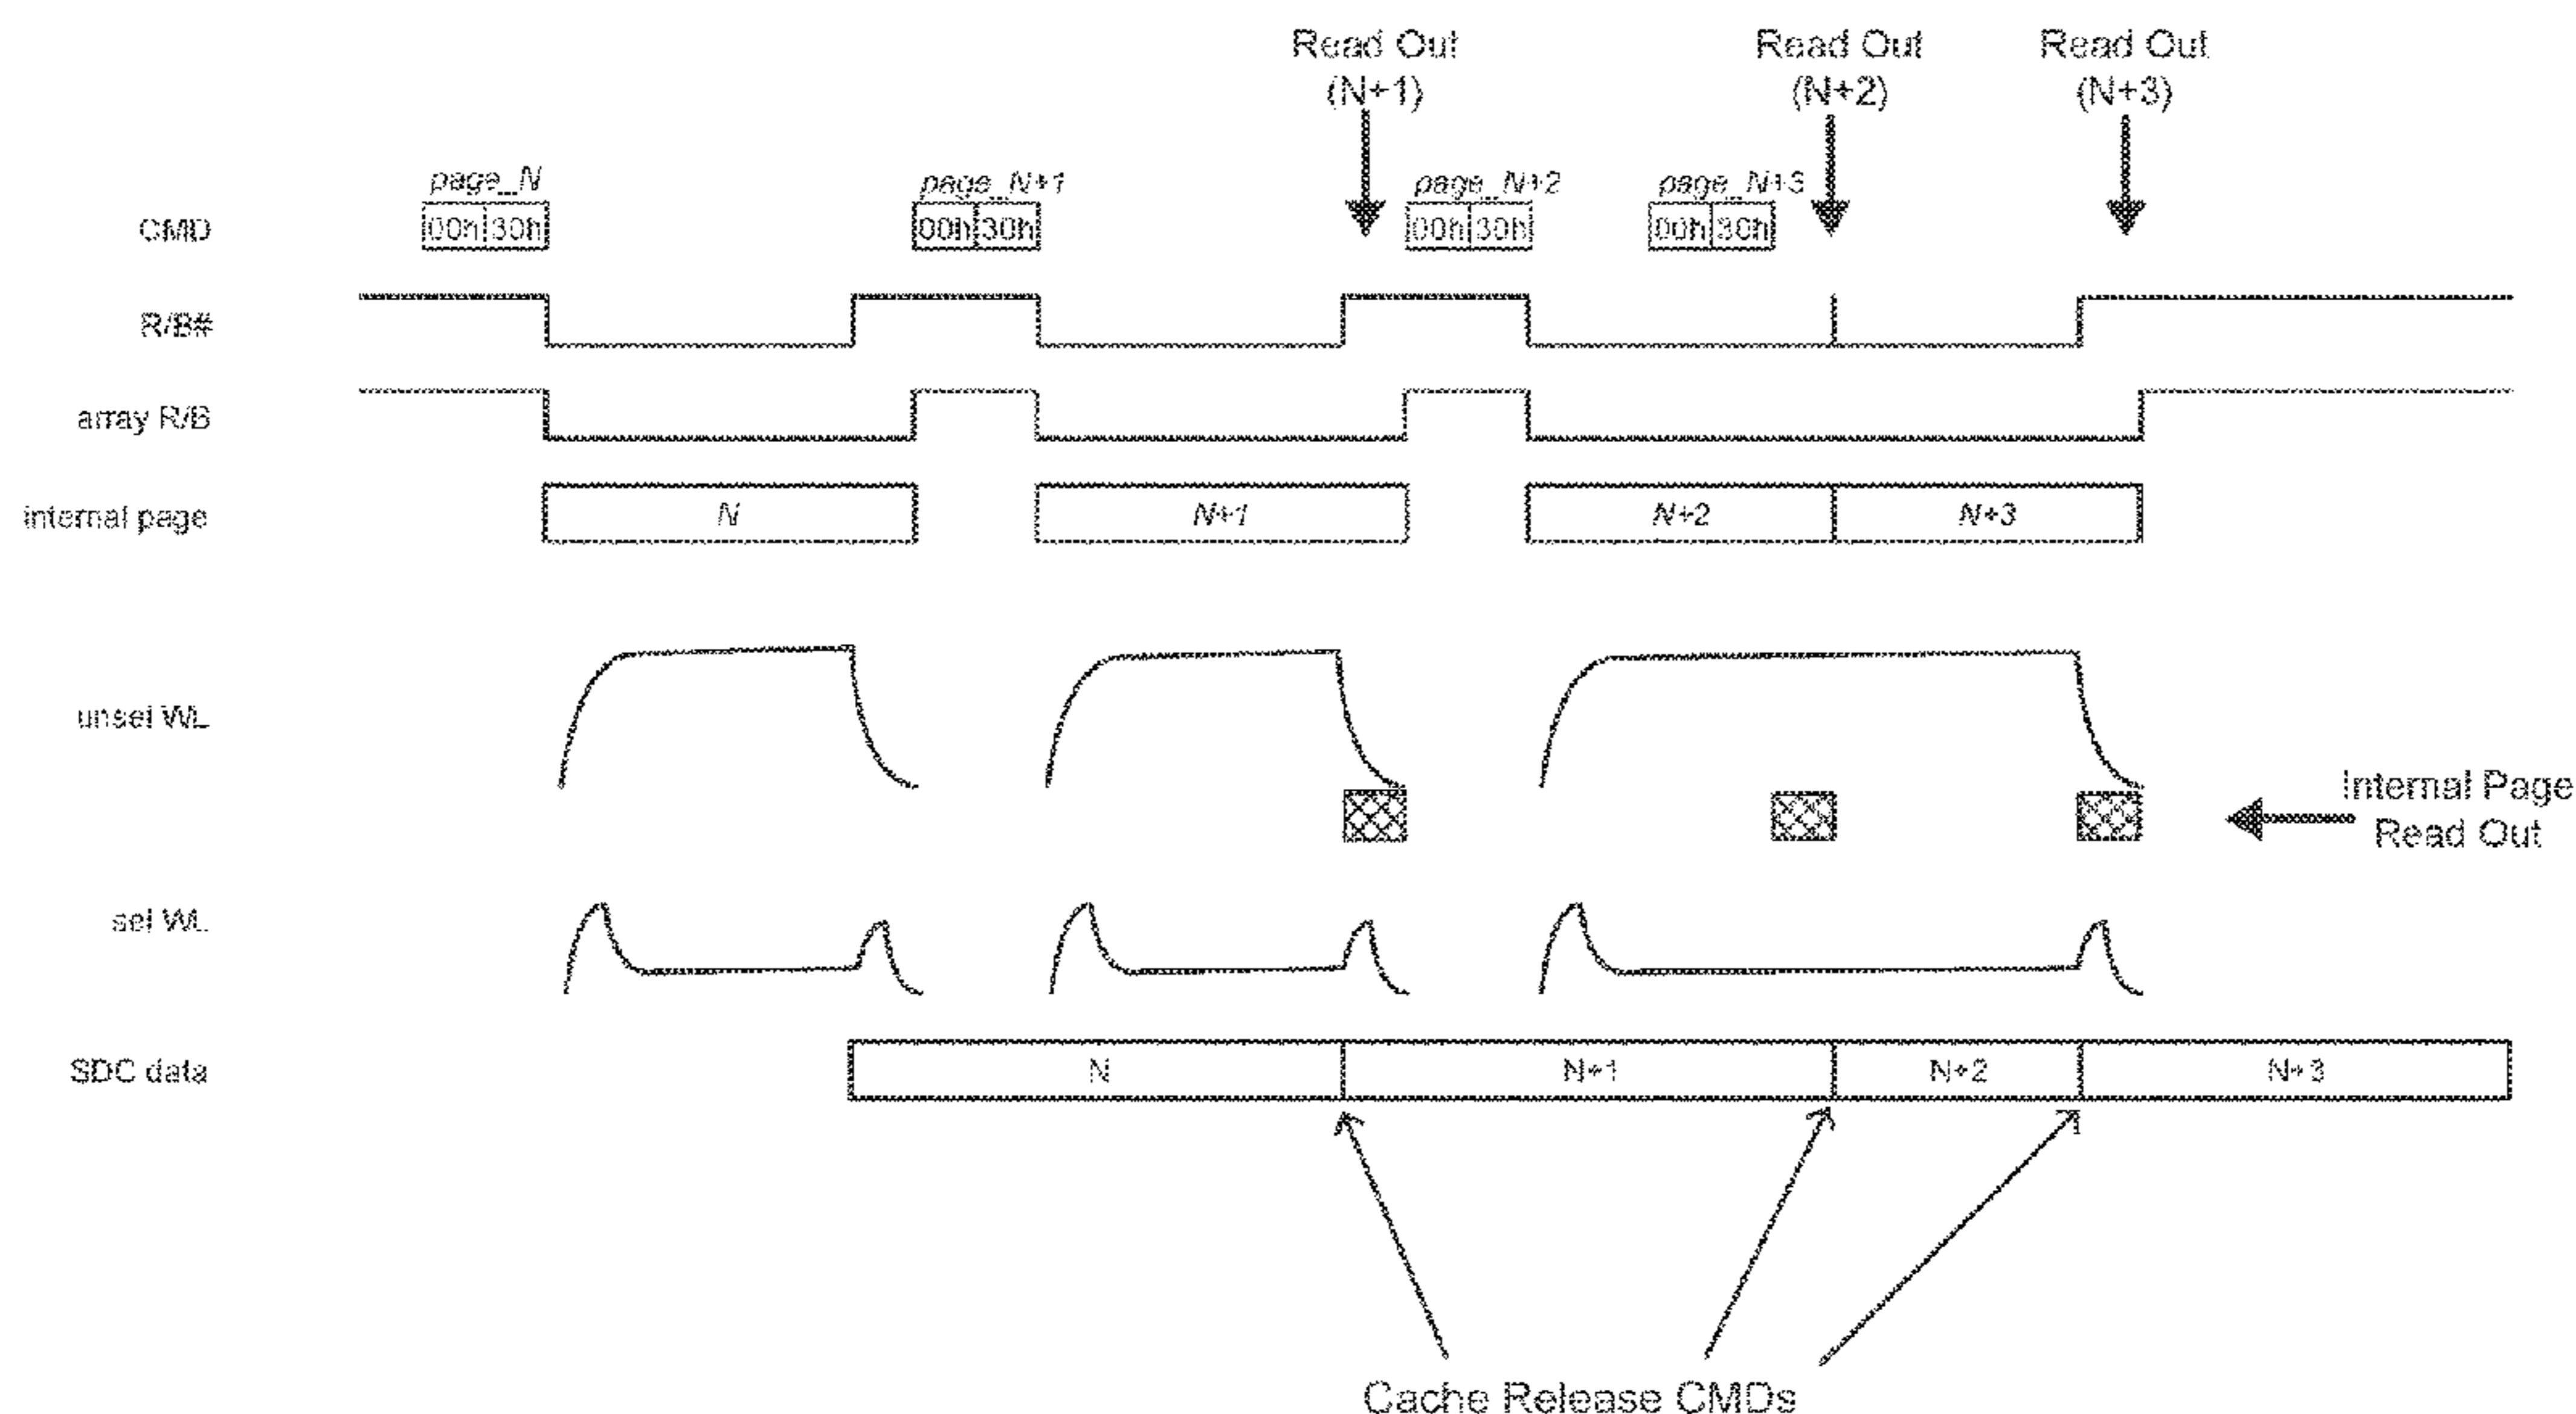 Read Out
(N+1)
Read Out
(N+2)
Read Out
(N+3)
page_N
page_N+1
page_N+2
page_N+3
CMD
00h 30h
00h 30h
00h 30h
00h 30h
R/B#
array R/B
internal page
N
N+1
N+2
N+3
unsel WL
Internal Page
Read Out
sel WL
SDC data
N
N+1
N+2
N+3
Cache Release CMDs